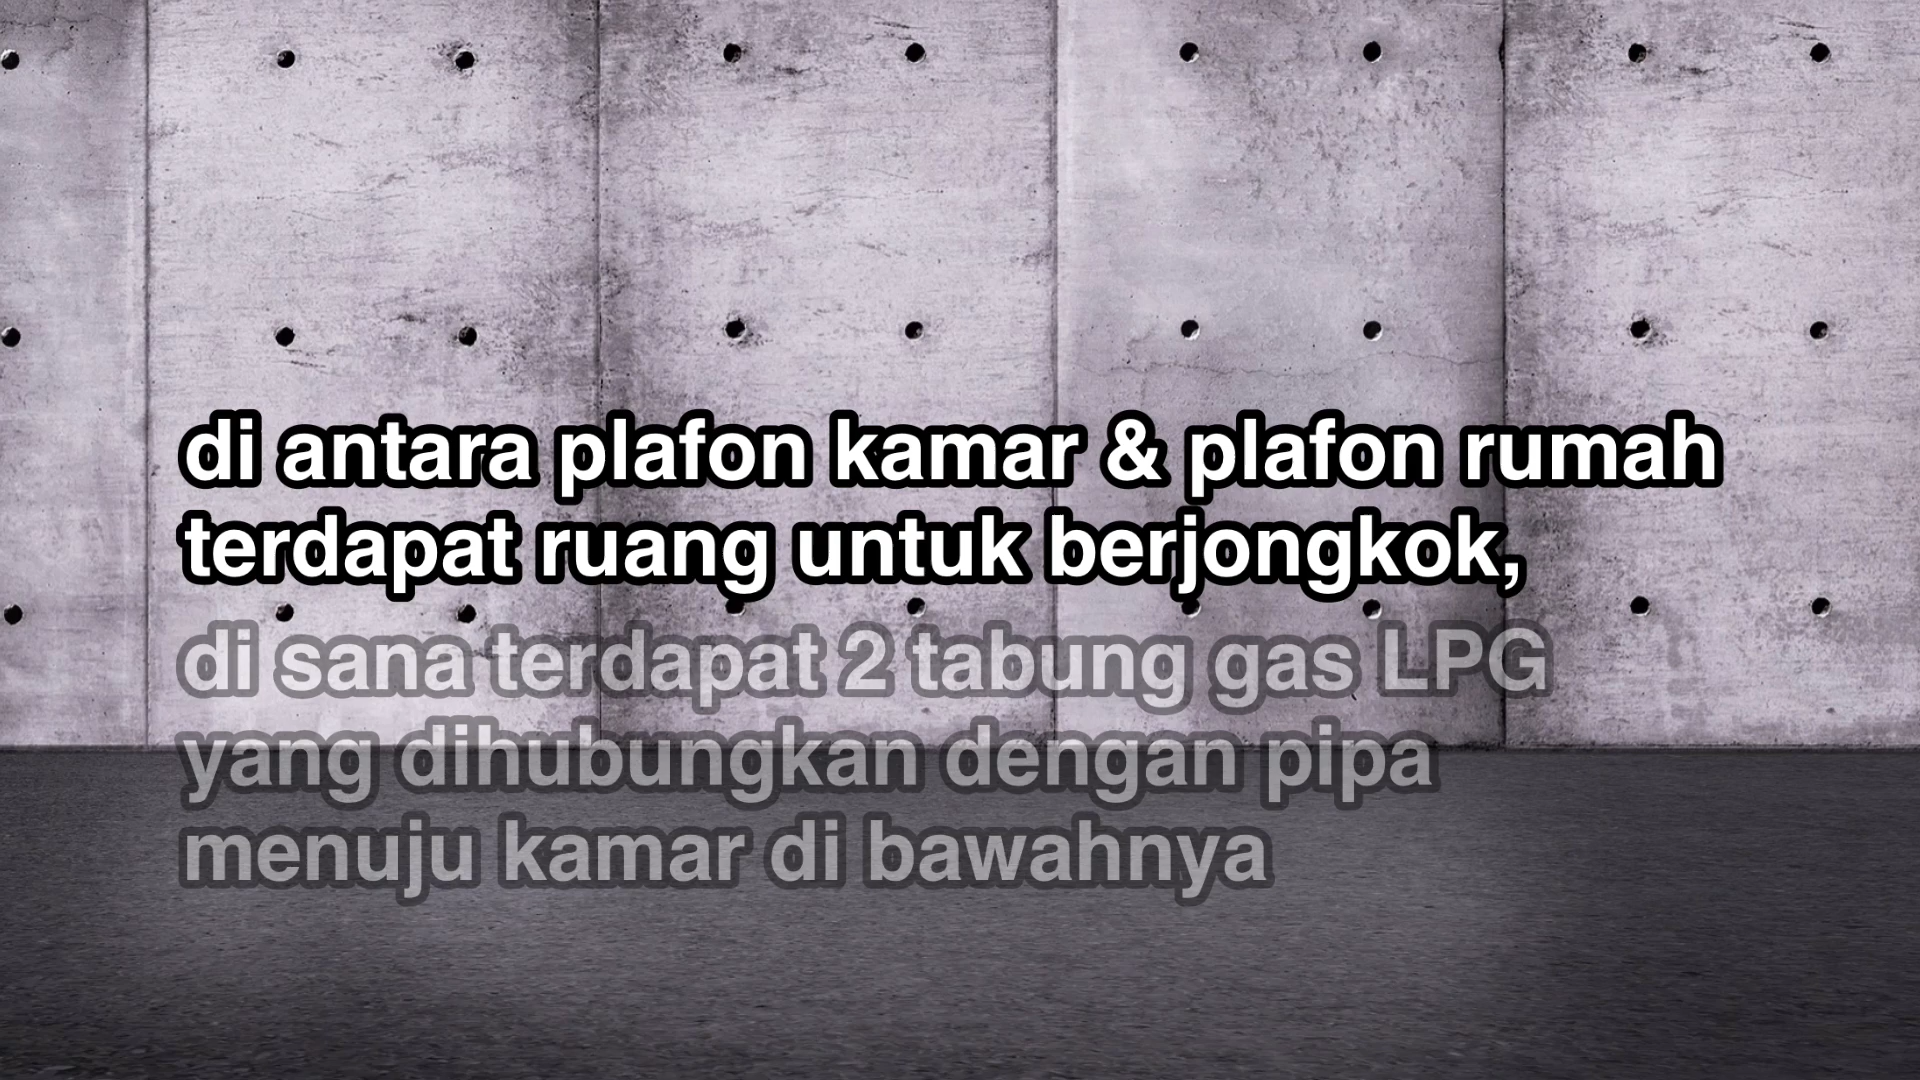 di antara plafon kamar & plafon rumah
terdapat ruang untuk berjongkok,
di sana terdapat 2 tabung gas LPG
yang dihubungkan dengan pipa
menuju kamar di bawahnya